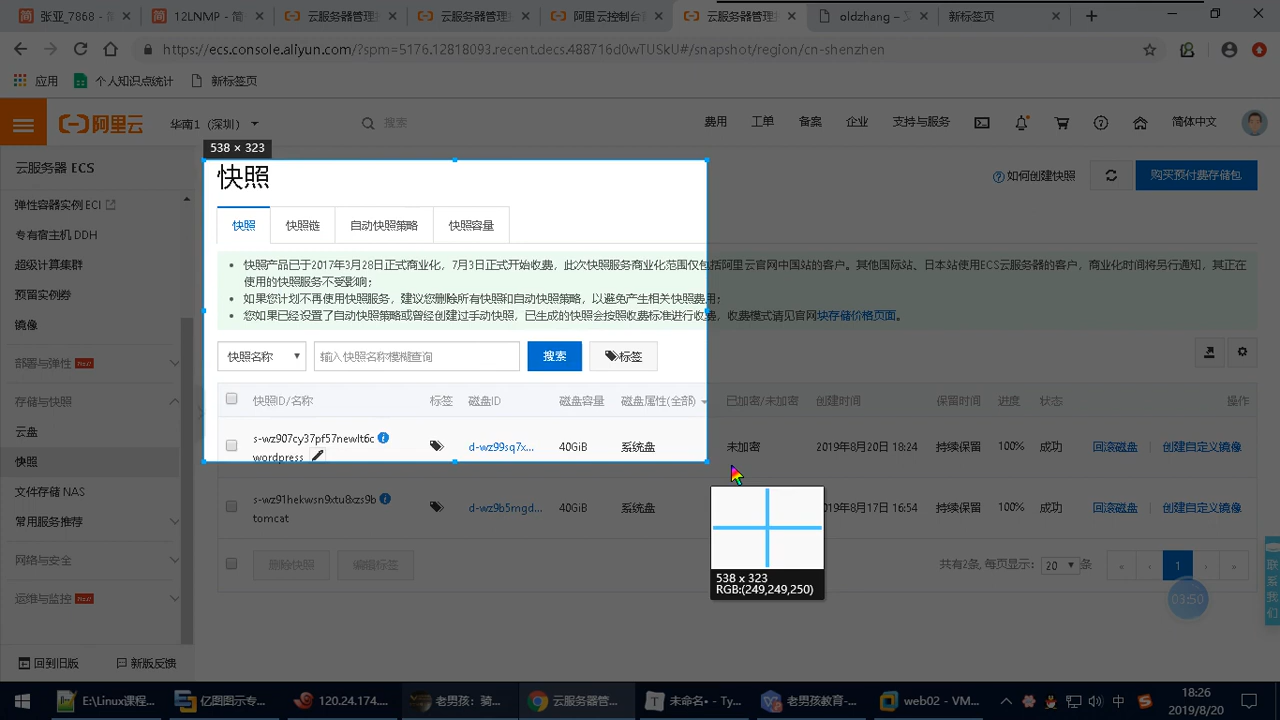 张亚_7868 - 简
12LNMP - 简
云服务器管理
云服务器管理
阿里云控制台
云服务器管理
oldzhang –
新标签页
https://ecs.console.aliyun.com/?spm=5176.12818093.recent.decs.488716d0wTUSkU#/snapshot/region/cn-shenzhen
应用
个人知识点统计
新标签页
阿里云
华南1（深圳）
搜索
费用
工单
备案
企业
支持与服务
简体中文
538 × 323
云服务器 ECS
快照
如何创建快照
购买预付费存储包
弹性容器实例 ECI
专有宿主机 DDH
超级计算集群
预留实例券
镜像
部署与弹性
存储与快照
云盘
快照
文件存储 NAS
常用服务推荐
网络与安全
运维与监控
回到旧版
新版反馈
快照
快照链
自动快照策略
快照容量
快照产品已于2017年3月28日正式商业化，7月3日正式开始收费，此次快照服务商业化范围仅包括阿里云官网中国站的客户。其他国际站、日本站使用ECS云服务器的客户，商业化时间将另行通知，其正在
使用的快照服务不受影响；
如果您计划不再使用快照服务，建议您删除所有快照和自动快照策略，以避免产生相关快照费用；
您如果已经设置了自动快照策略或曾经创建过手动快照，已生成的快照会按照收费标准进行收费，收费模式请见官网块存储价格页面。
快照名称
输入快照名称模糊查询
搜索
标签
快照ID/名称
标签
磁盘ID
磁盘容量
磁盘属性(全部)
已加密/未加密
创建时间
保留时间
进度
状态
操作
s-wz907cy37pf57newlt6c
wordpress
d-wz99sq7x...
40GiB
系统盘
未加密
2019年8月20日 18:24
持续保留
100%
成功
回滚磁盘
创建自定义镜像
s-wz91hekwsn9xtu8xzs9b
tomcat
d-wz9b5mgd...
40GiB
系统盘
019年8月17日 16:54
持续保留
100%
成功
回滚磁盘
创建自定义镜像
删除快照
编辑标签
共有2条, 每页显示:
20
条
«
‹
1
›
»
538 x 323
RGB:(249,249,250)
03:50
联系我们
E:\Linux课程...
亿图图示专...
120.24.174....
老男孩：骑...
云服务器管...
未命名• - Ty...
老男孩教育-...
web02 - VM...
中
18:26
2019/8/20